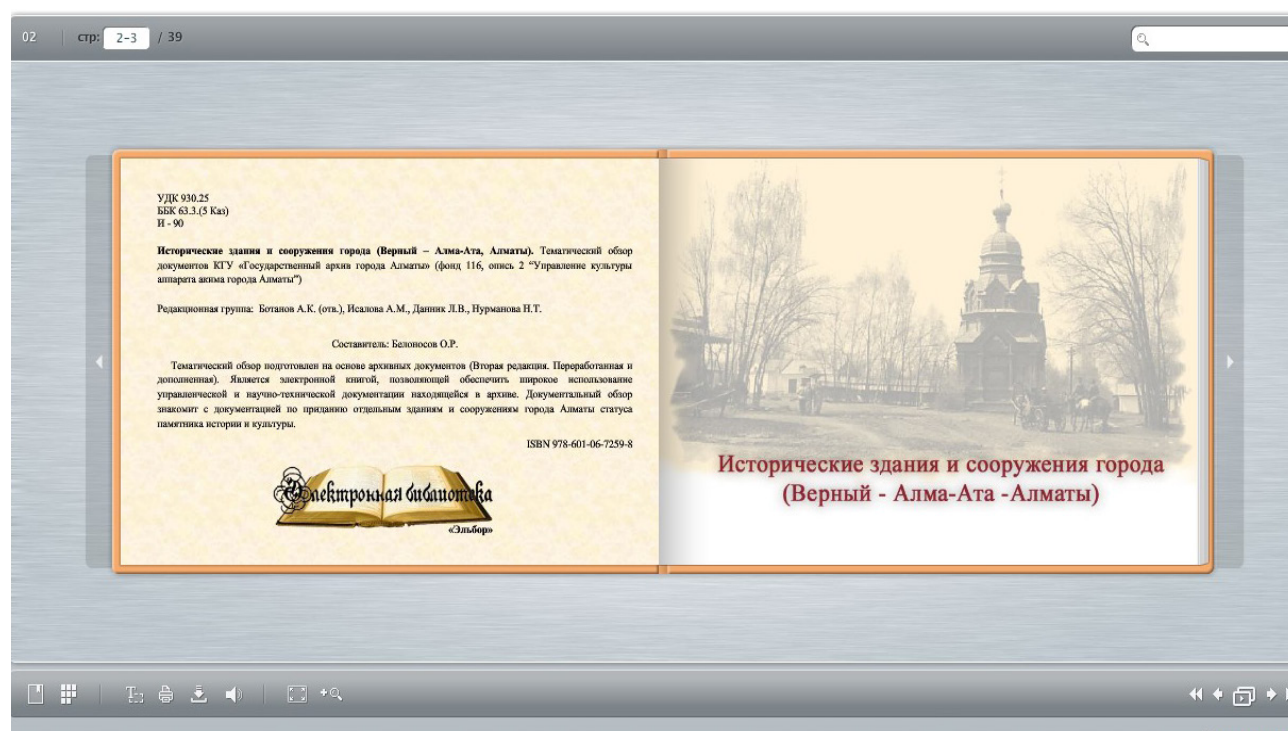 02
стр: 2-3 / 39
УДК 930.25
ББК 63.3.(5 Каз)
И - 90
Исторические здания и сооружения города (Верный – Алма-Ата, Алматы). Тематический обзор
документов КГУ «Государственный архив города Алматы» (фонд 116, опись 2 “Управление культуры
аппарата акима города Алматы”)
Редакционная группа: Ботанов А.К. (отв.), Исалова А.М., Данник Л.В., Нурманова Н.Т.
Составитель: Белоносов О.Р.
Тематический обзор подготовлен на основе архивных документов (Вторая редакция. Переработанная и
дополненная). Является электронной книгой, позволяющей обеспечить широкое использование
управленческой и научно-технической документации находящейся в архиве. Документальный обзор
знакомит с документацией по приданию отдельным зданиям и сооружениям города Алматы статуса
памятника истории и культуры.
ISBN 978-601-06-7259-8
Электронная библиотека
«Эльбор»
Исторические здания и сооружения города
(Верный - Алма-Ата -Алматы)